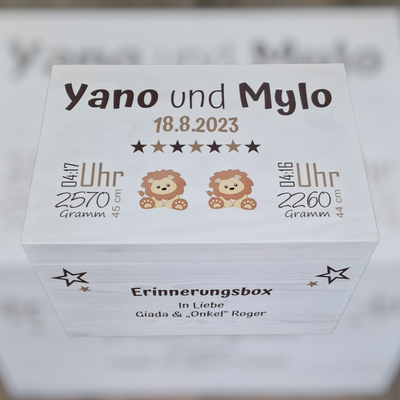 Yano und Mylo
18.8.2023
04:17 Uhr
2570
Gramm
45 cm
04:16 Uhr
2260
Gramm
44 cm
Erinnerungsbox
In Liebe
Giada & „Onkel" Roger